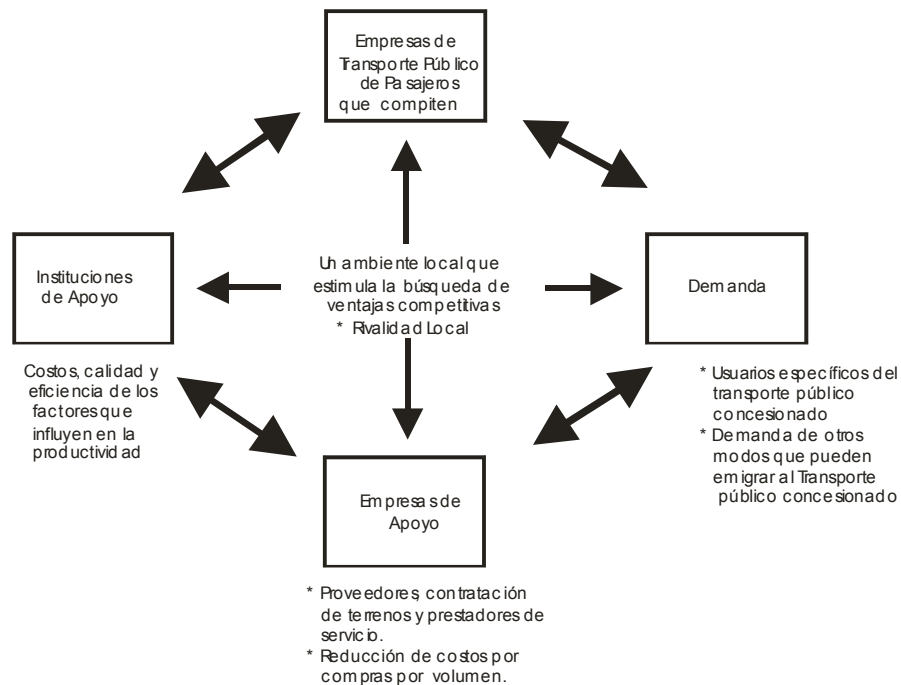 Empresas de
Transporte Público
de Pasajeros
que compiten
Instituciones
de Apoyo
Un ambiente local que
estimula la búsqueda de
ventajas competitivas
* Rivalidad Local
Demanda
Costos, calidad y
eficiencia de los
factores que
influyen en la
productividad
* Usuarios específicos del
transporte público
concesionado
* Demanda de otros
modos que pueden
emigrar al Transporte
público concesionado
Empresas de
Apoyo
* Proveedores, contratación
de terrenos y prestadores de
servicio.
* Reducción de costos por
compras por volumen.